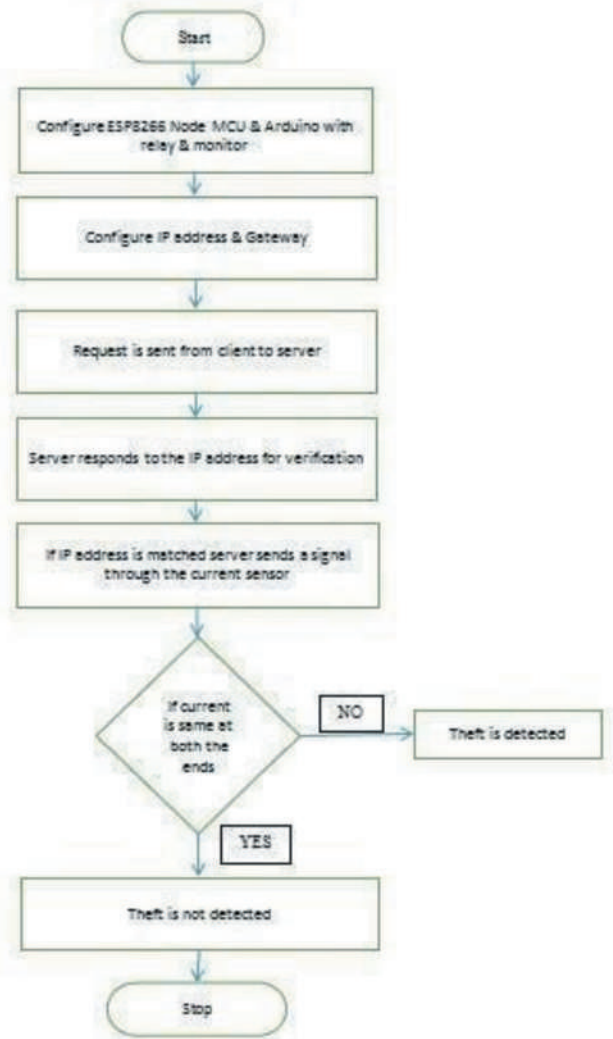 Start
Configure ESP8266 Node MCU & Arduino with
relay & monitor
Configure IP address & Gateway
Request is sent from client to server
Server responds to the IP address for verification
If IP address is matched server sends a signal
through the current sensor
If current
is same at
both the
ends
NO
Theft is detected
YES
Theft is not detected
Stop